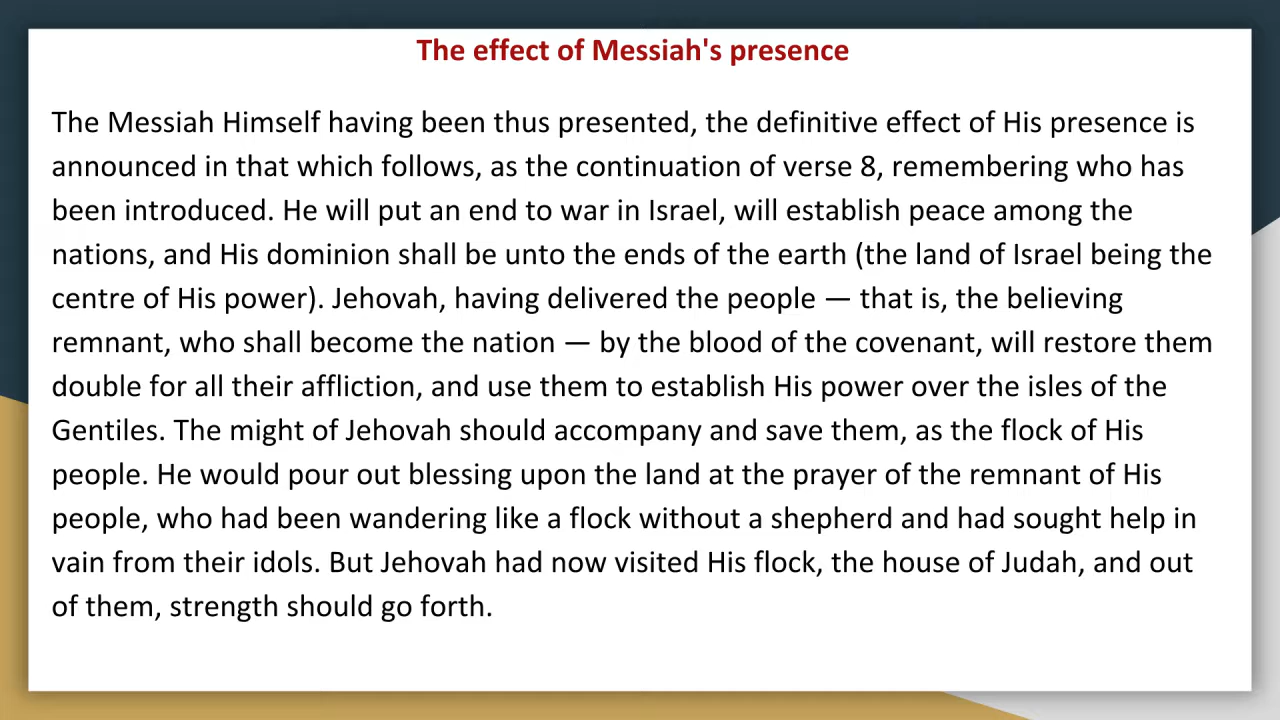 The effect of Messiah's presence
The Messiah Himself having been thus presented, the definitive effect of His presence is
announced in that which follows, as the continuation of verse 8, remembering who has
been introduced. He will put an end to war in Israel, will establish peace among the
nations, and His dominion shall be unto the ends of the earth (the land of Israel being the
centre of His power). Jehovah, having delivered the people — that is, the believing
remnant, who shall become the nation — by the blood of the covenant, will restore them
double for all their affliction, and use them to establish His power over the isles of the
Gentiles. The might of Jehovah should accompany and save them, as the flock of His
people. He would pour out blessing upon the land at the prayer of the remnant of His
people, who had been wandering like a flock without a shepherd and had sought help in
vain from their idols. But Jehovah had now visited His flock, the house of Judah, and out
of them, strength should go forth.